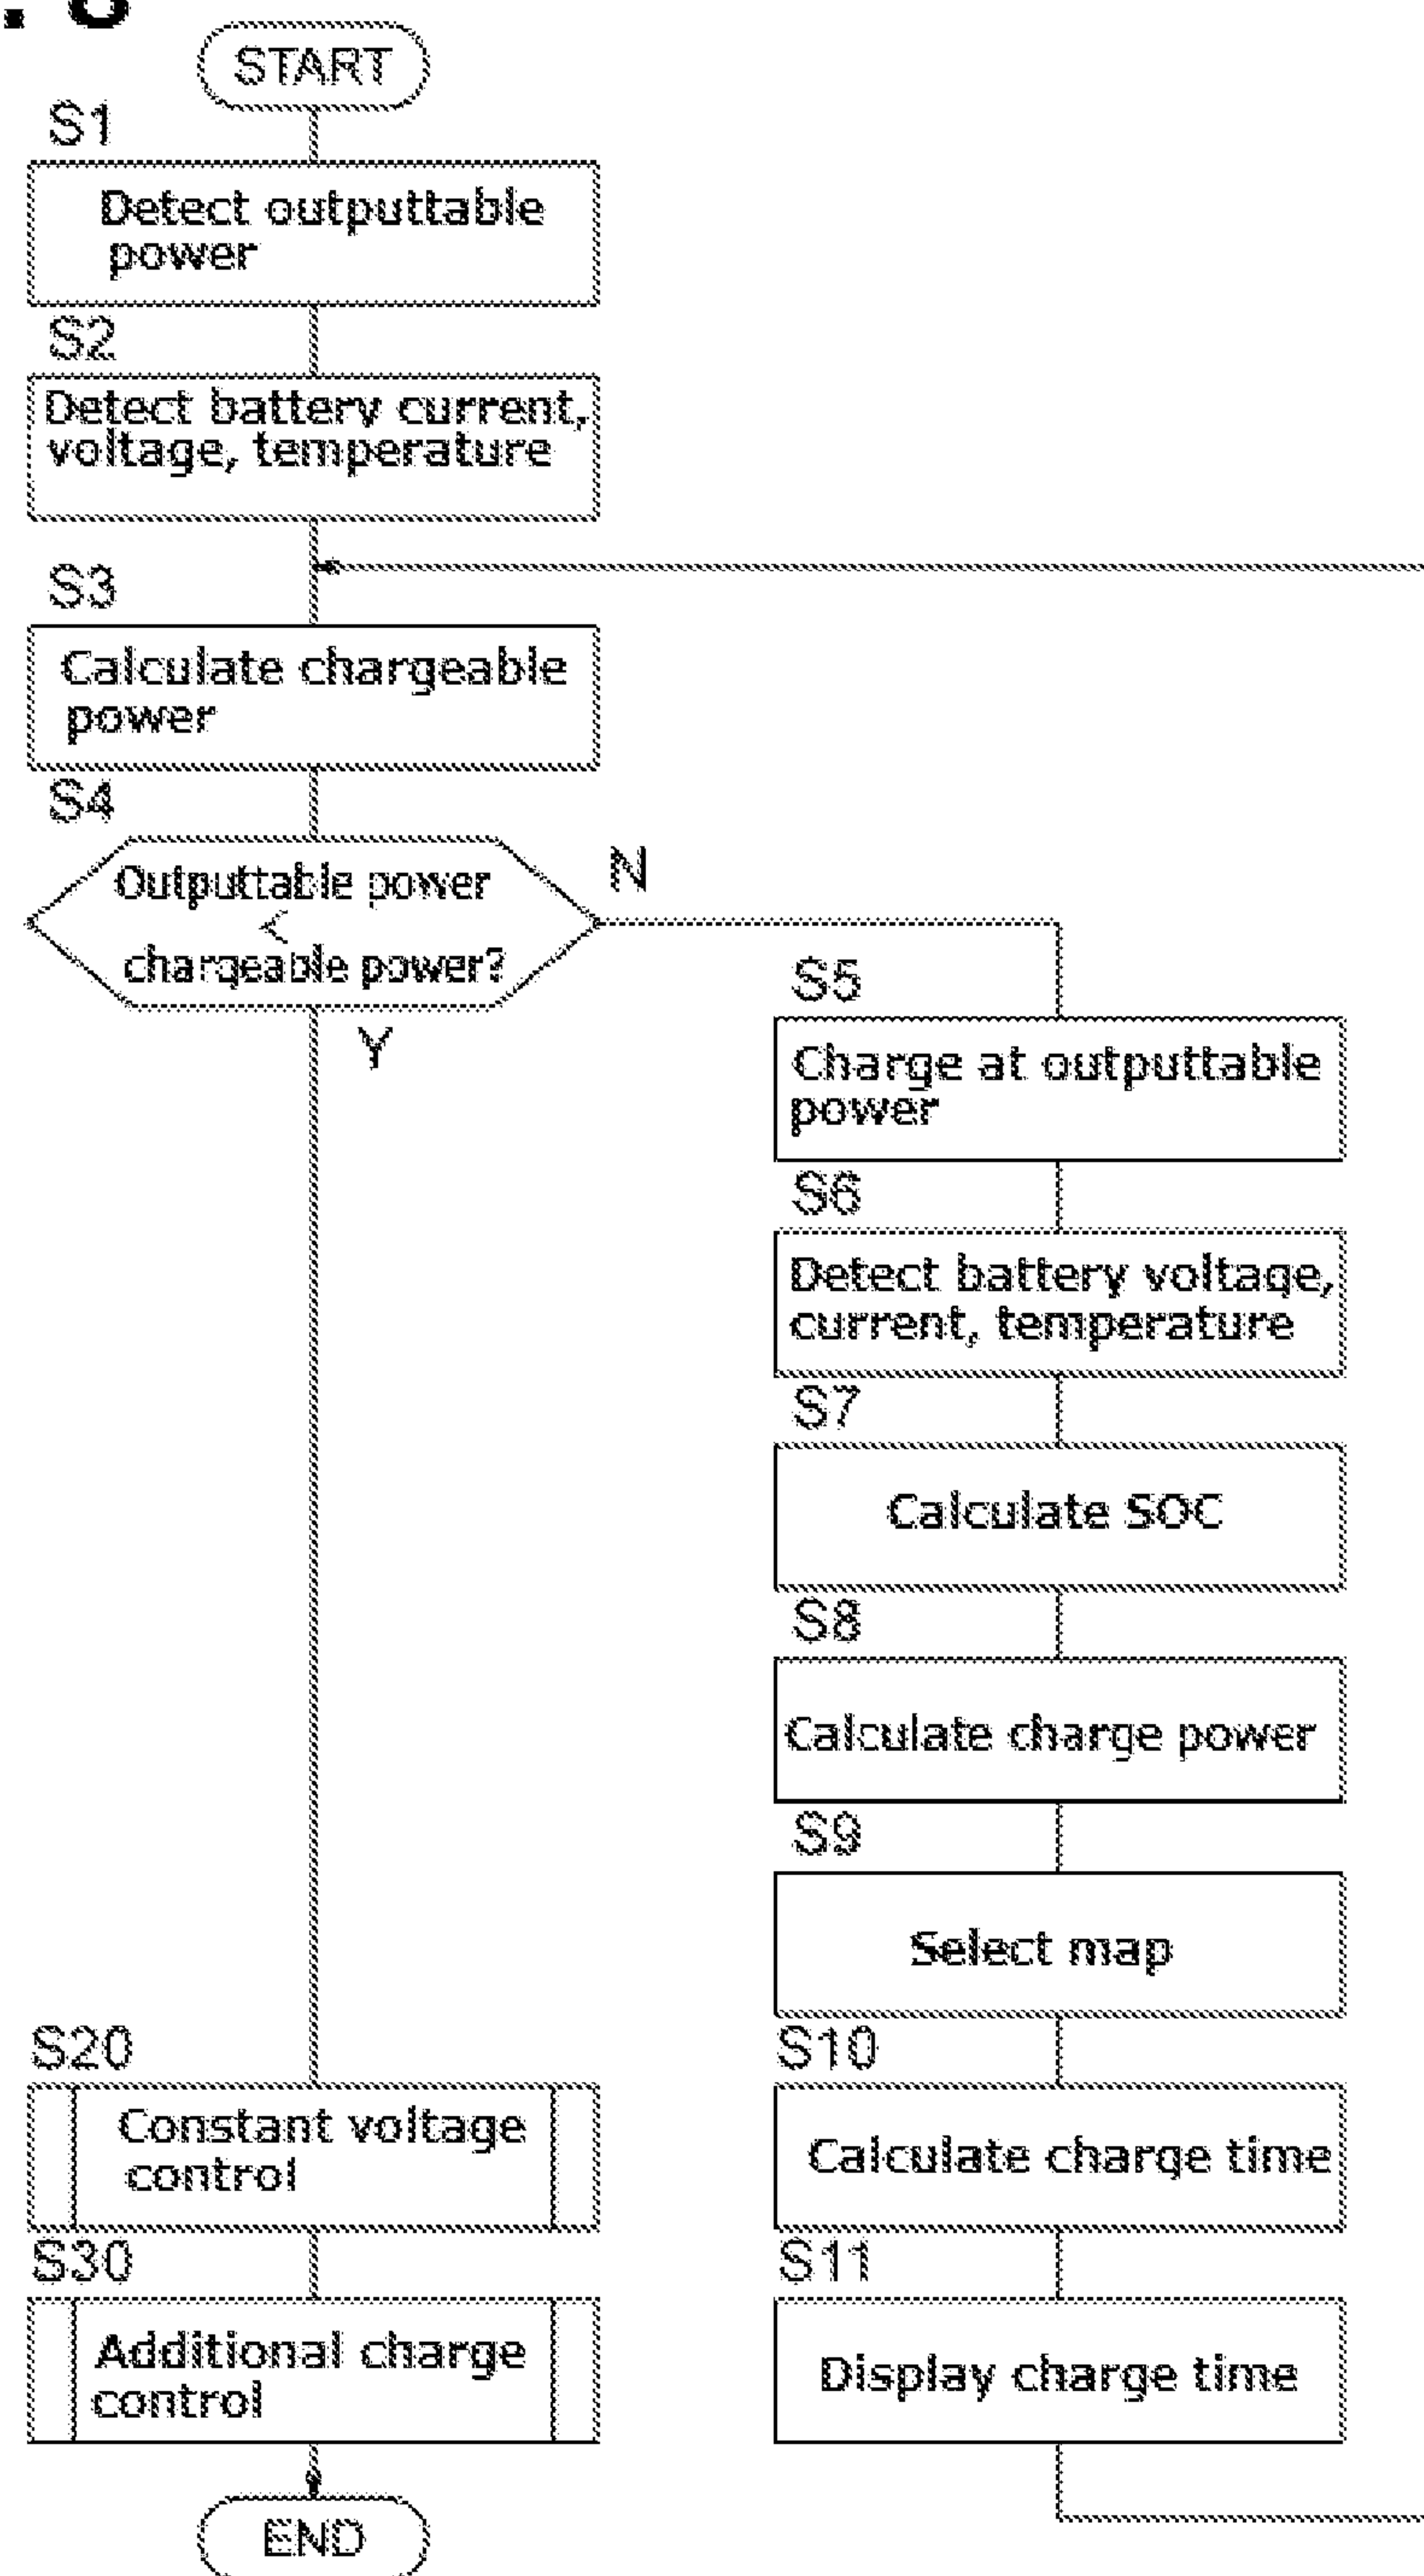 START
S1
Detect outputtable
power
S2
Detect battery current,
voltage, temperature
S3
Calculate chargeable
power
S4
Outputtable power
<
chargeable power?
N
Y
S5
Charge at outputtable
power
S6
Detect battery voltage,
current, temperature
S7
Calculate SOC
S8
Calculate charge power
S9
Select map
S10
Calculate charge time
S11
Display charge time
S20
Constant voltage
control
S30
Additional charge
control
END